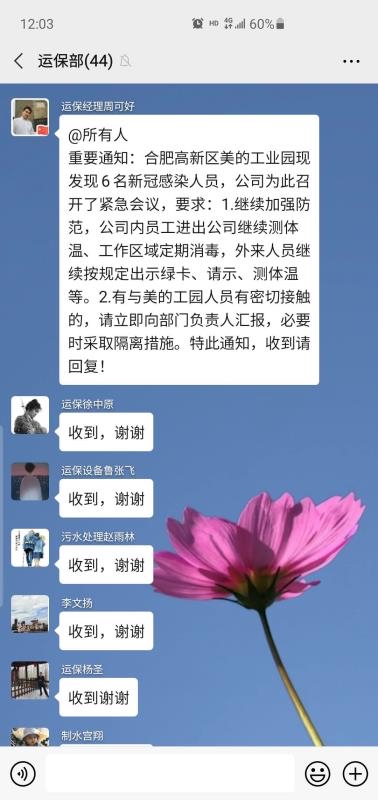 12:03
HD 4G 60%
运保部(44)
运保经理周可好
@所有人
重要通知：合肥高新区美的工业园现
发现6名新冠感染人员，公司为此召
开了紧急会议，要求：1.继续加强防
范，公司内员工进出公司继续测体
温、工作区域定期消毒，外来人员继
续按规定出示绿卡、请示、测体温
等。2.有与美的工园人员有密切接触
的，请立即向部门负责人汇报，必要
时采取隔离措施。特此通知，收到请
回复！
运保徐中原
收到，谢谢
运保设备鲁张飞
收到，谢谢
污水处理赵雨林
收到，谢谢
李文扬
收到，谢谢
运保杨圣
收到谢谢
制水宫翔